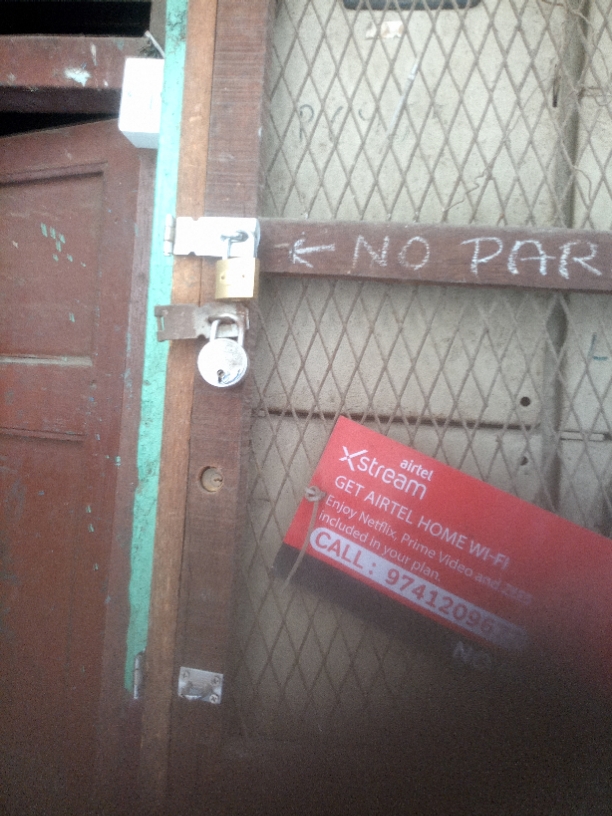 ← NO PAR
airtel
Xstream
GET AIRTEL HOME WI-FI
Enjoy Netflix, Prime Video and
included in your plan.
CALL: 97412096
NO